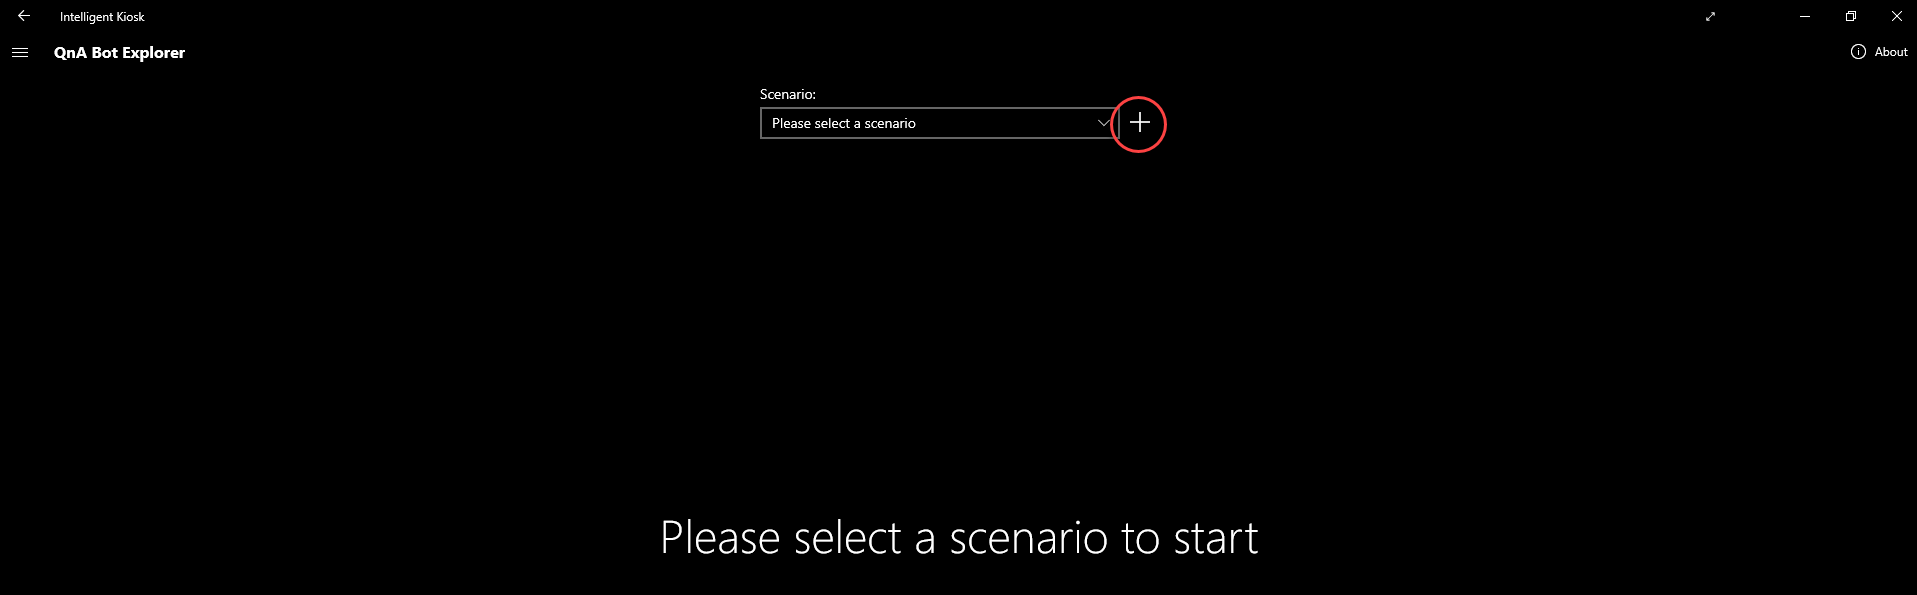 Intelligent Kiosk
QnA Bot Explorer
About
Scenario:
Please select a scenario
Please select a scenario to start